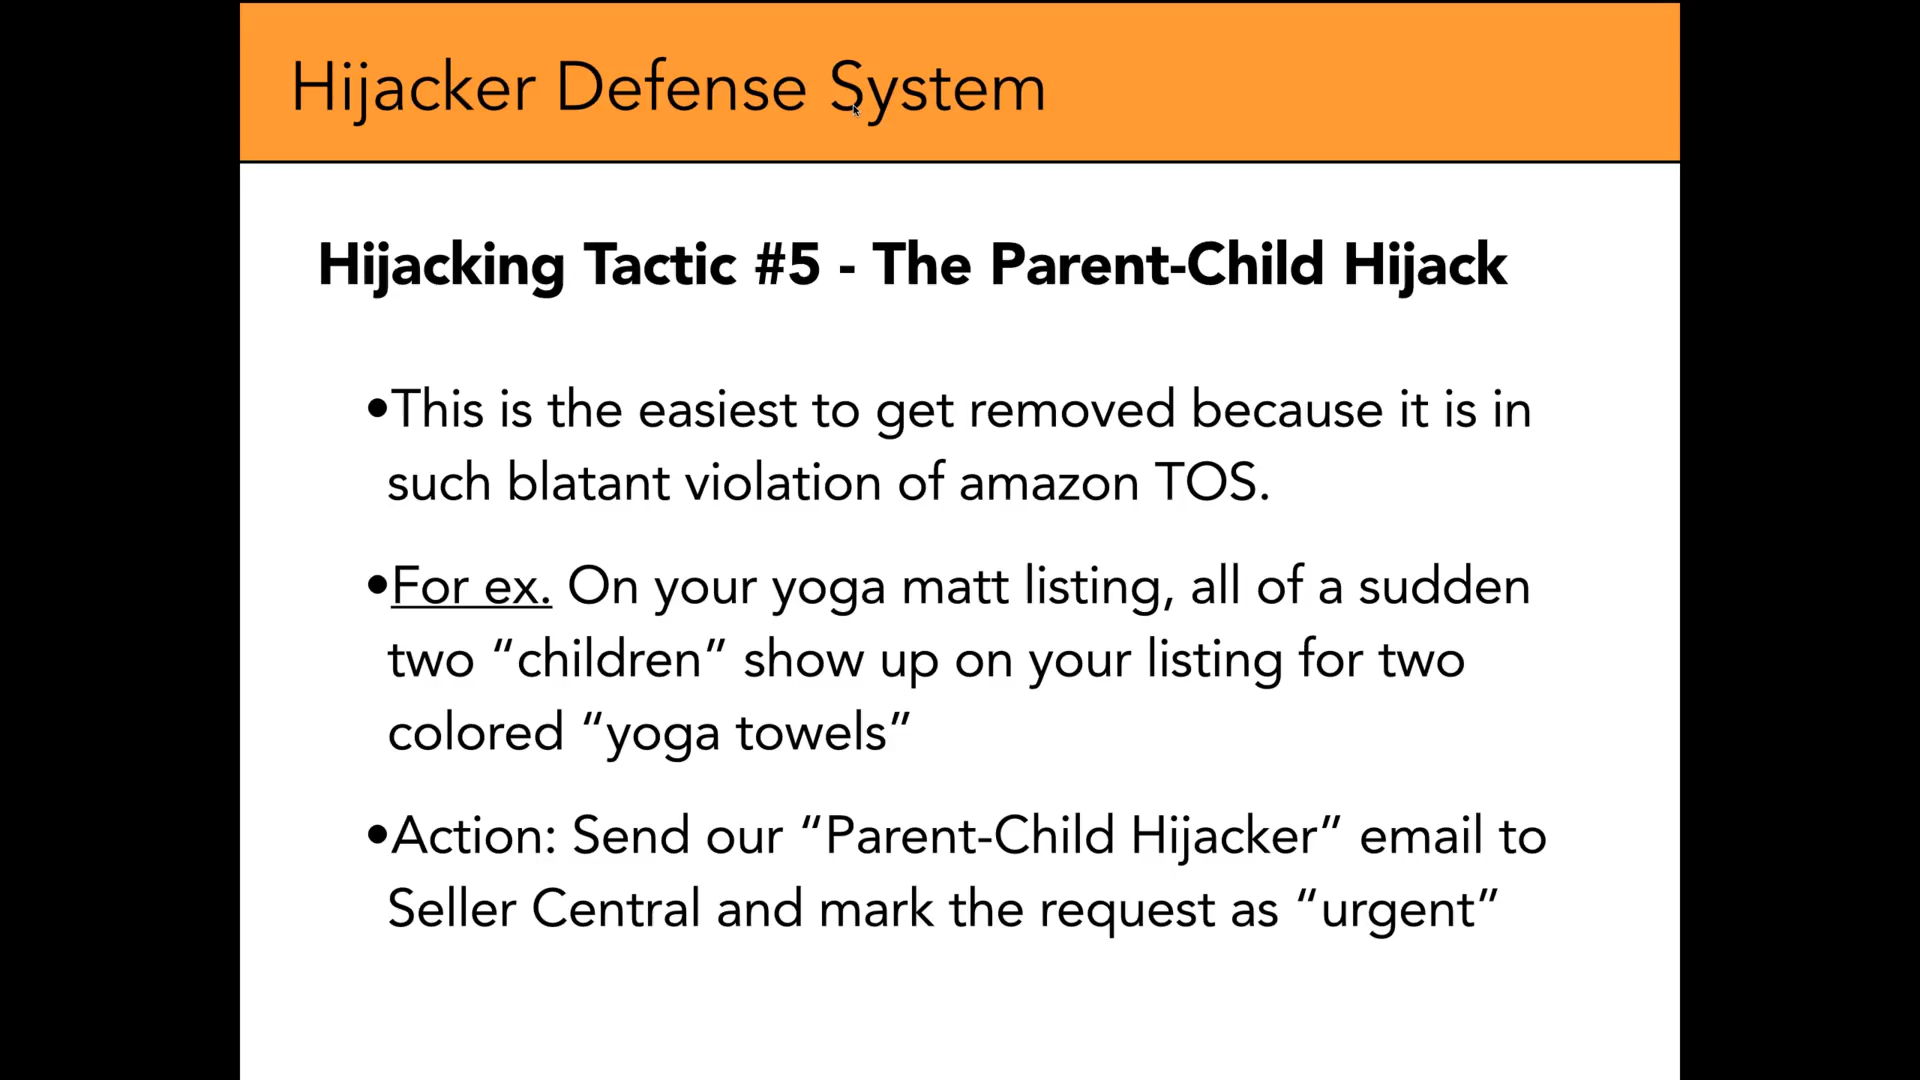 Hijacker Defense System
Hijacking Tactic #5 - The Parent-Child Hijack
•This is the easiest to get removed because it is in
such blatant violation of amazon TOS.
•For ex. On your yoga matt listing, all of a sudden
two “children” show up on your listing for two
colored “yoga towels”
•Action: Send our “Parent-Child Hijacker” email to
Seller Central and mark the request as “urgent”